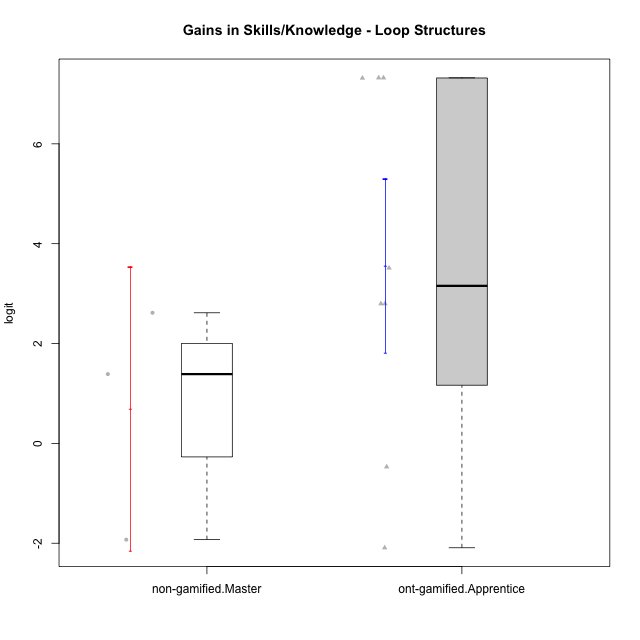 Gains in Skills/Knowledge - Loop Structures
6
4
2
0
-2
logit
non-gamified.Master
ont-gamified.Apprentice